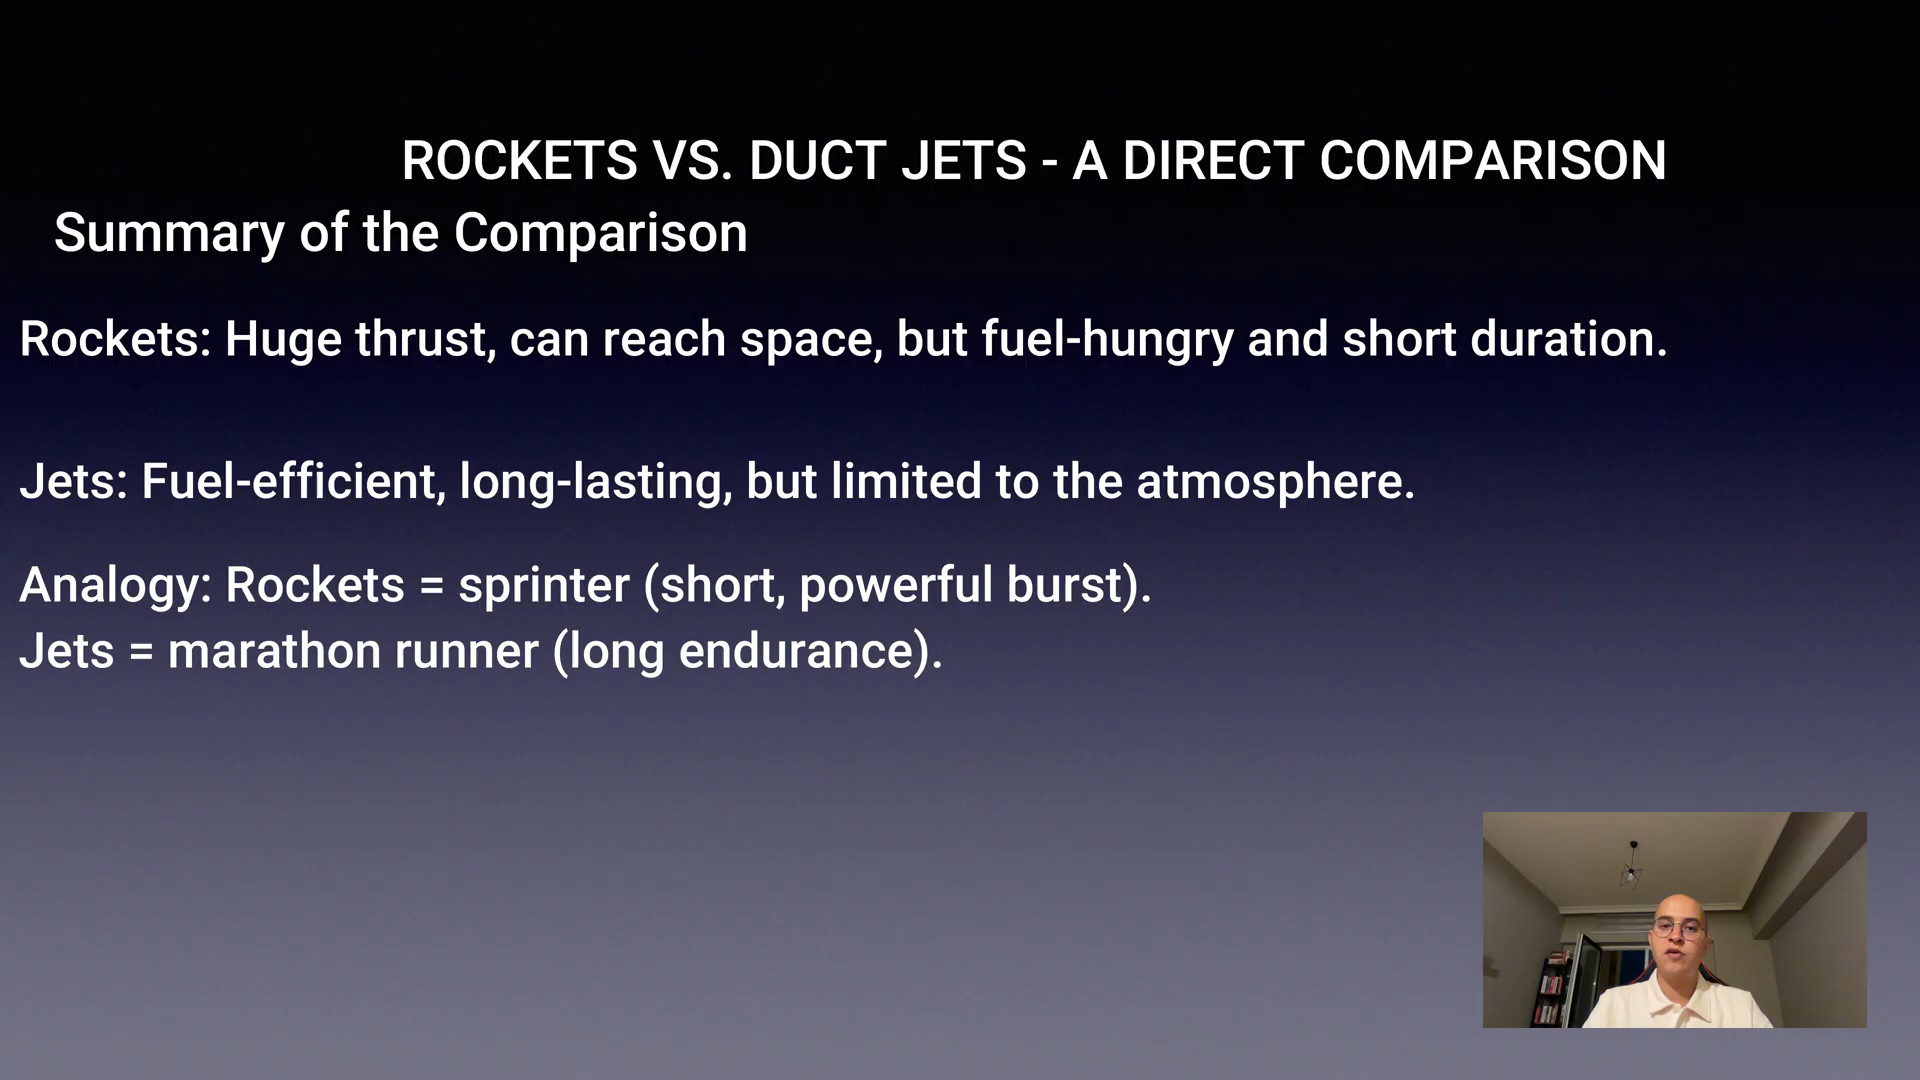 ROCKETS VS. DUCT JETS - A DIRECT COMPARISON
Summary of the Comparison
Rockets: Huge thrust, can reach space, but fuel-hungry and short duration.
Jets: Fuel-efficient, long-lasting, but limited to the atmosphere.
Analogy: Rockets = sprinter (short, powerful burst).
Jets = marathon runner (long endurance).